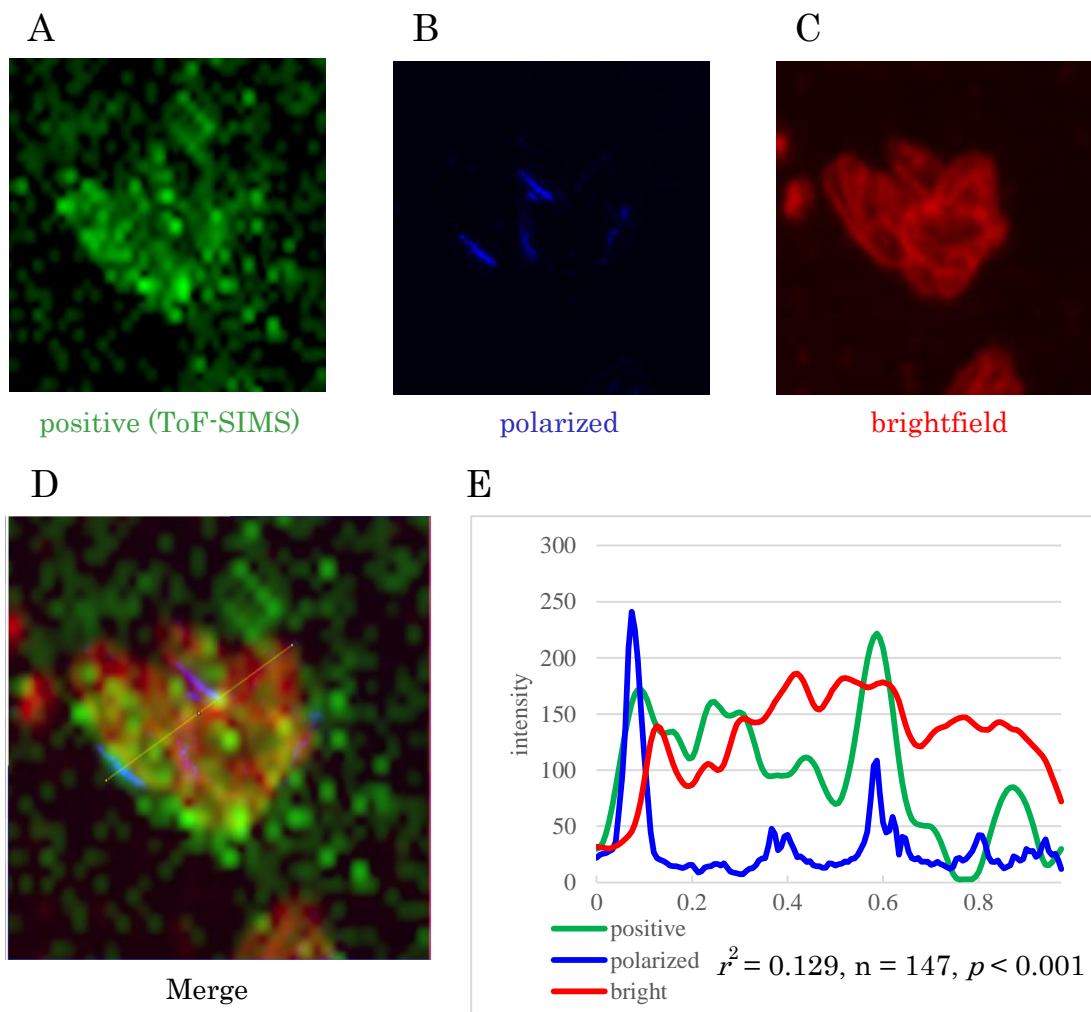 A
B
C
positive (ToF-SIMS)
polarized
brightfield
D
E
Merge
intensity
300
250
200
150
100
50
0
0 0.2 0.4 0.6 0.8
positive
polarized
bright
r² = 0.129, n = 147, p < 0.001